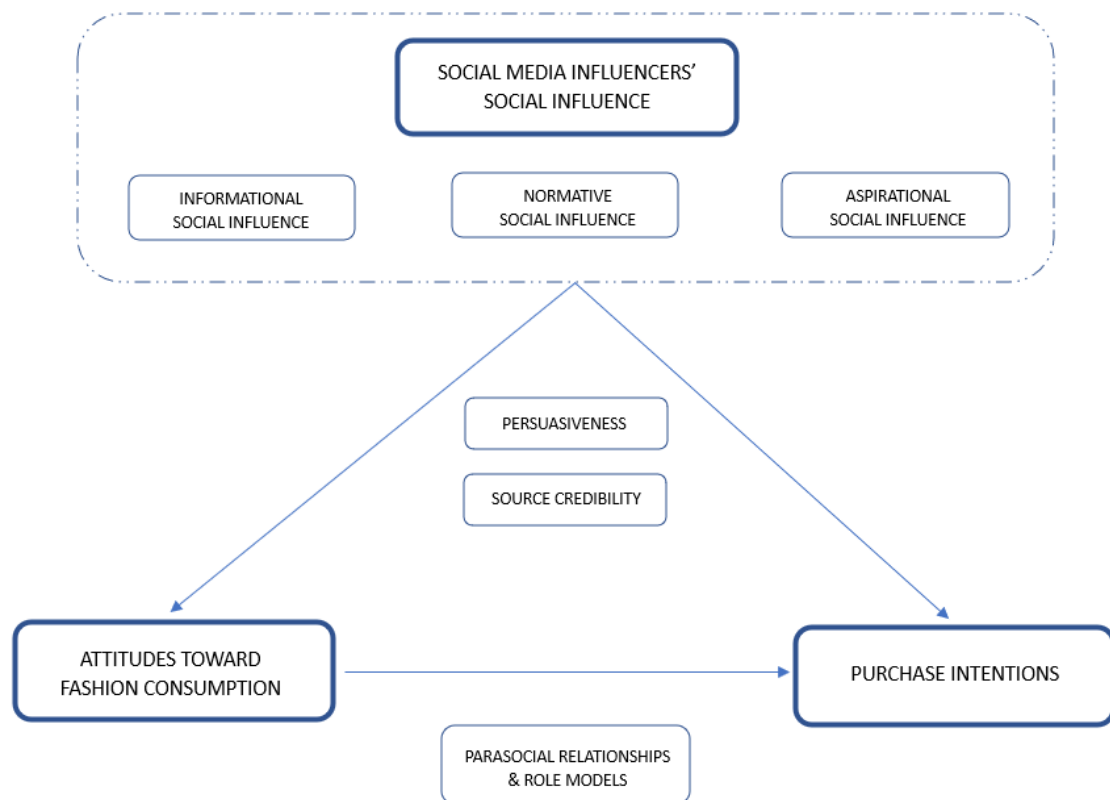 SOCIAL MEDIA INFLUENCERS'
SOCIAL INFLUENCE
INFORMATIONAL
SOCIAL INFLUENCE
NORMATIVE
SOCIAL INFLUENCE
ASPIRATIONAL
SOCIAL INFLUENCE
PERSUASIVENESS
SOURCE CREDIBILITY
ATTITUDES TOWARD
FASHION CONSUMPTION
PURCHASE INTENTIONS
PARASOCIAL RELATIONSHIPS
& ROLE MODELS